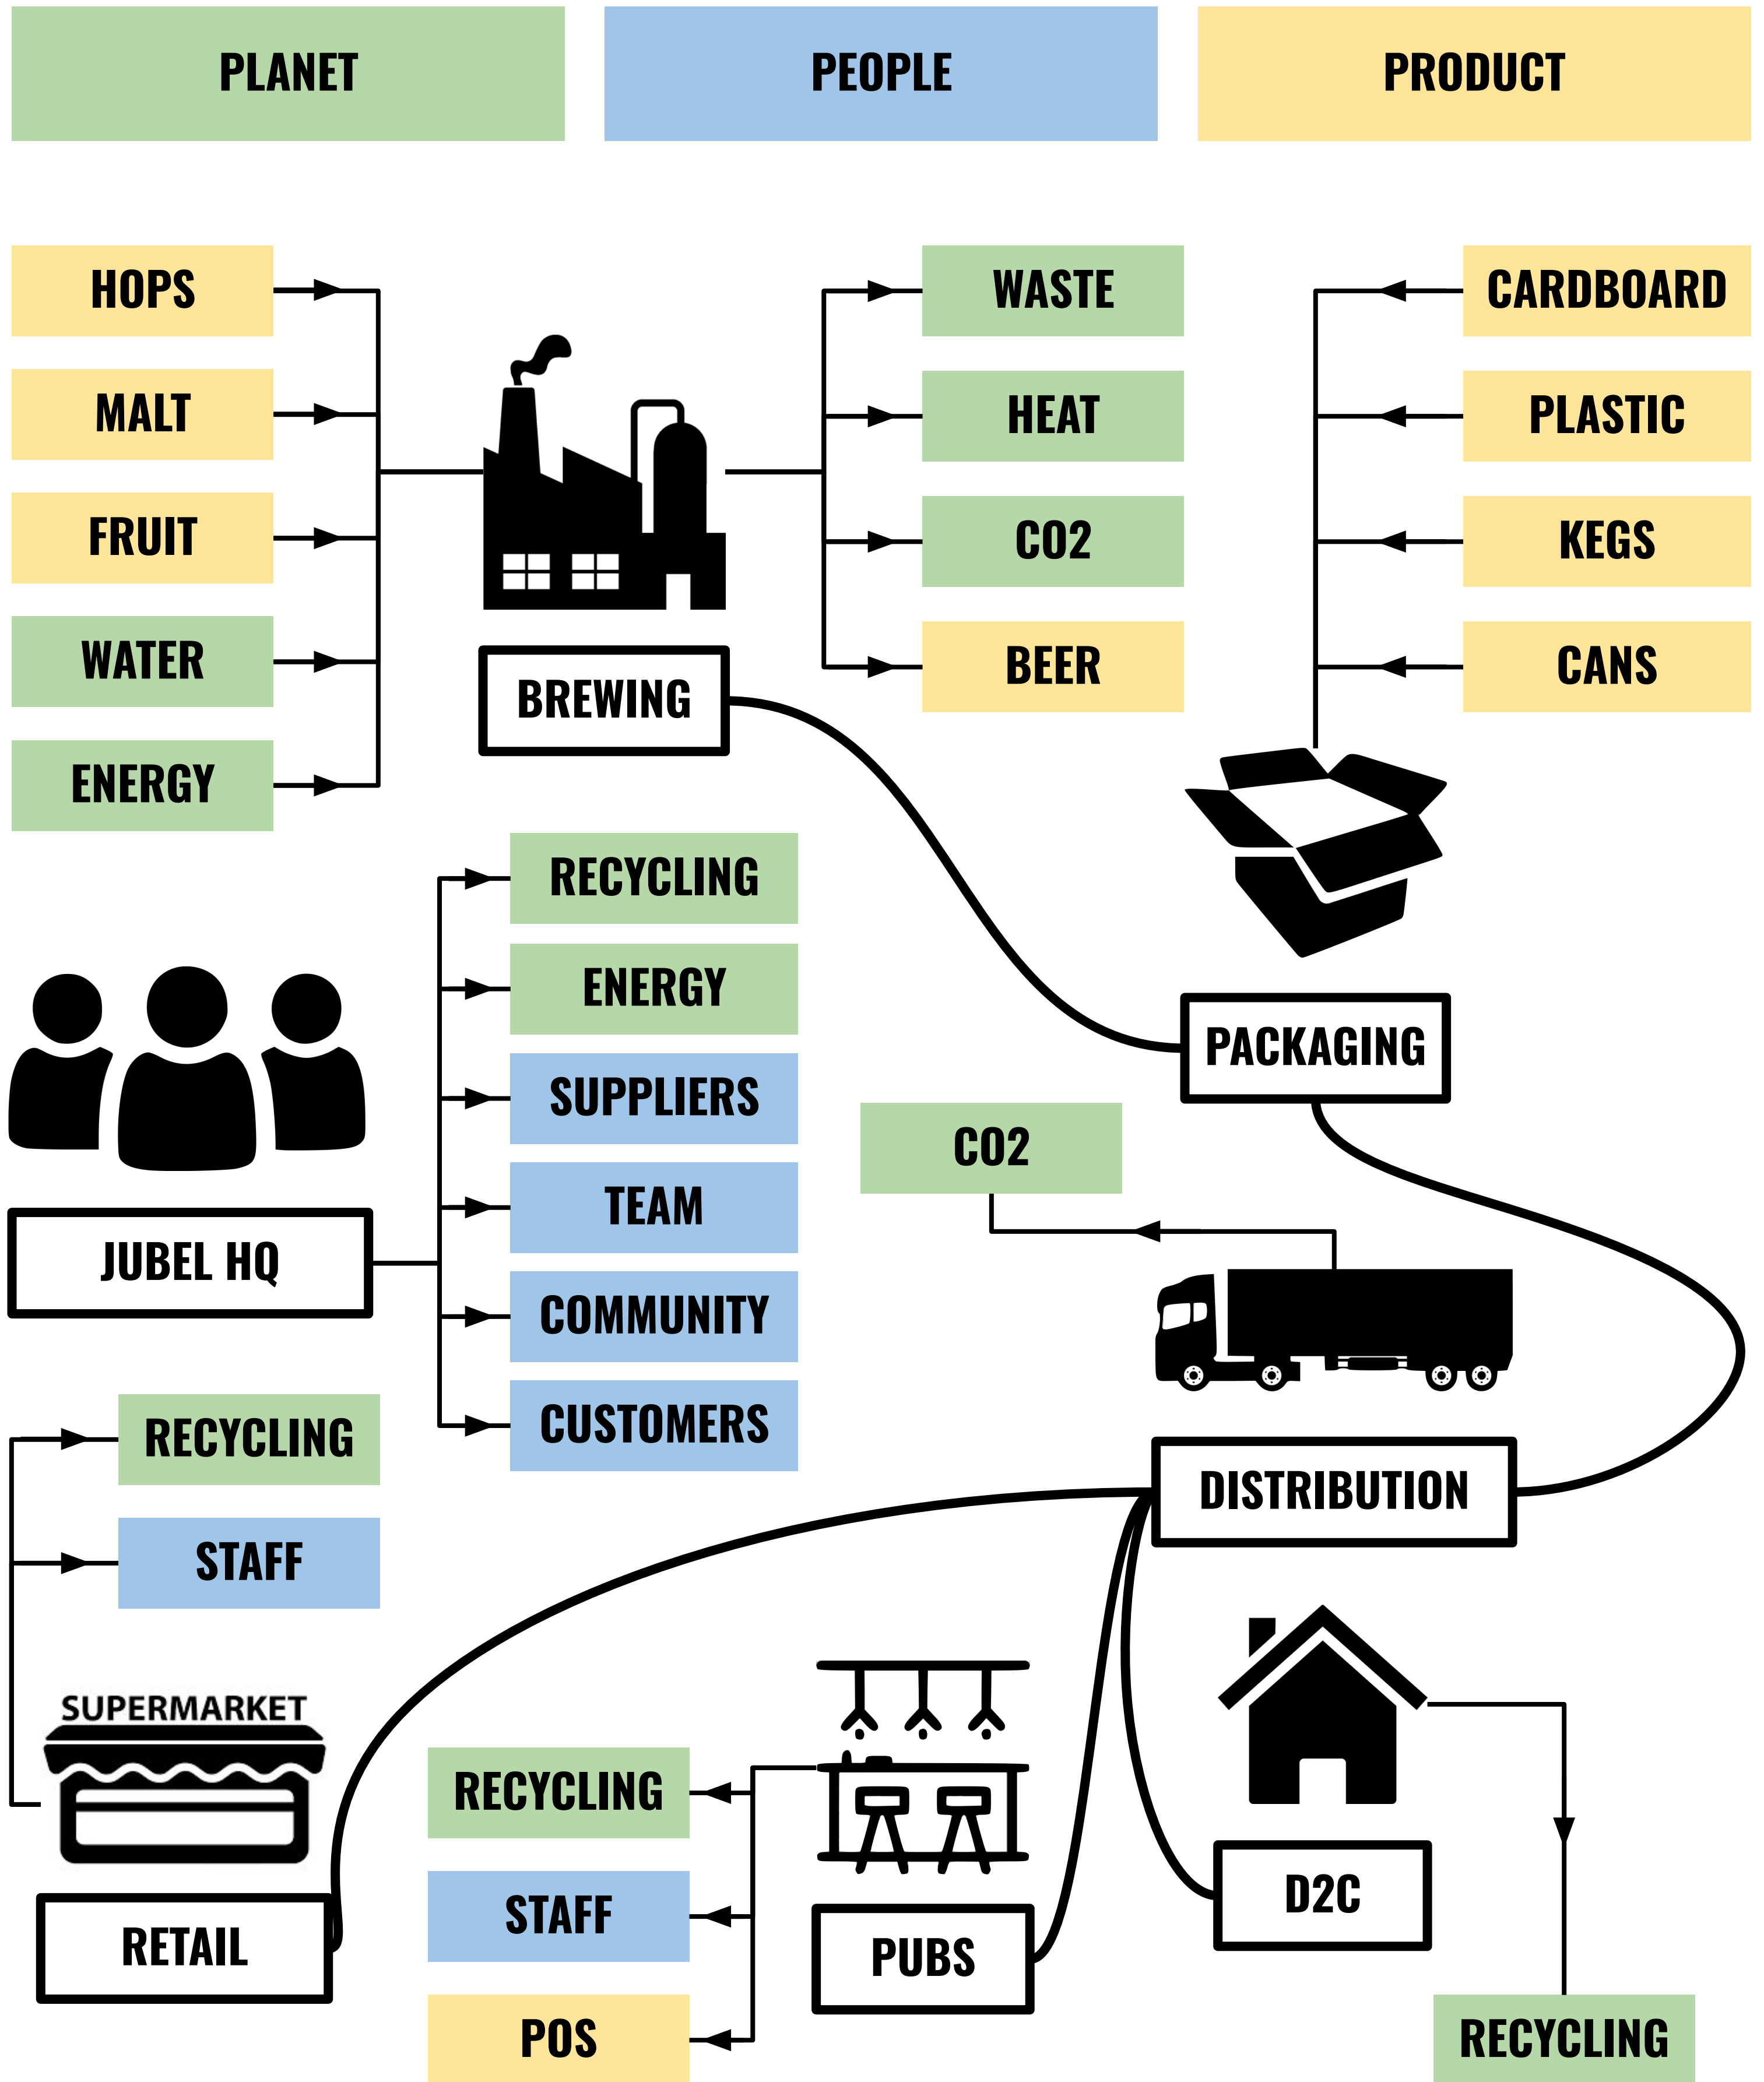 PLANET
PEOPLE
PRODUCT
HOPS
MALT
FRUIT
WATER
ENERGY
BREWING
WASTE
HEAT
CO2
BEER
CARDBOARD
PLASTIC
KEGS
CANS
PACKAGING
JUBEL HQ
RECYCLING
ENERGY
SUPPLIERS
TEAM
COMMUNITY
CUSTOMERS
CO2
DISTRIBUTION
RECYCLING
STAFF
SUPERMARKET
RETAIL
RECYCLING
STAFF
POS
PUBS
D2C
RECYCLING